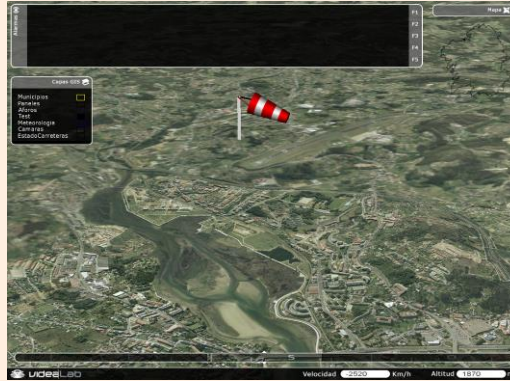 Alarmas
F1
F2
F3
F4
F5
Mapa
Capas GIS
Municipios
Paneles
Aforos
Test
Meteorologia
Camaras
EstadoCarreteras
S
VIDEALAB
Velocidad -2520 Km/h Altitud 1870